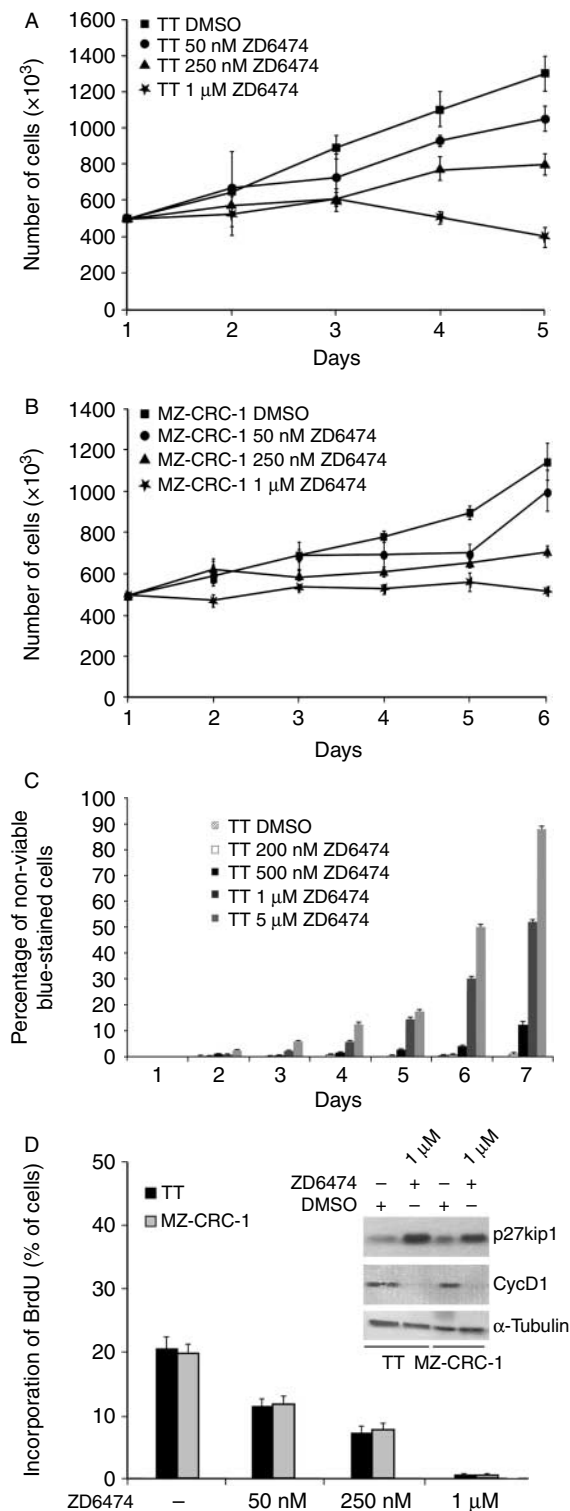 A
1600
1400
1200
1000
800
600
400
200
0
Number of cells (×10³)
TT DMSO
TT 50 nM ZD6474
TT 250 nM ZD6474
TT 1 µM ZD6474
1 2 3 4 5
Days
B
1400
1200
1000
800
600
400
200
0
Number of cells (×10³)
MZ-CRC-1 DMSO
MZ-CRC-1 50 nM ZD6474
MZ-CRC-1 250 nM ZD6474
MZ-CRC-1 1 µM ZD6474
1 2 3 4 5 6
Days
C
100
90
80
70
60
50
40
30
20
10
0
Percentage of non-viable
blue-stained cells
TT DMSO
TT 200 nM ZD6474
TT 500 nM ZD6474
TT 1 µM ZD6474
TT 5 µM ZD6474
1 2 3 4 5 6 7
Days
D
50
40
30
20
10
0
Incorporation of BrdU (% of cells)
TT
MZ-CRC-1
1 µM 1 µM
ZD6474 – + – +
DMSO + – + –
p27kip1
CycD1
α-Tubulin
TT MZ-CRC-1
ZD6474 – 50 nM 250 nM 1 µM